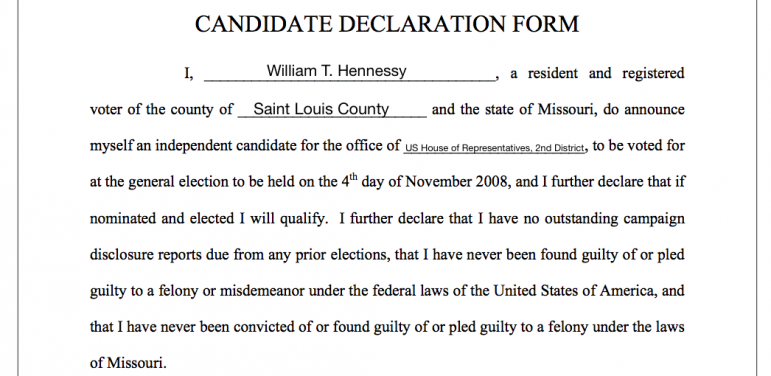 CANDIDATE DECLARATION FORM
I, William T. Hennessy, a resident and registered
voter of the county of Saint Louis County and the state of Missouri, do announce
myself an independent candidate for the office of US House of Representatives, 2nd District, to be voted for
at the general election to be held on the 4th day of November 2008, and I further declare that if
nominated and elected I will qualify. I further declare that I have no outstanding campaign
disclosure reports due from any prior elections, that I have never been found guilty of or pled
guilty to a felony or misdemeanor under the federal laws of the United States of America, and
that I have never been convicted of or found guilty of or pled guilty to a felony under the laws
of Missouri.